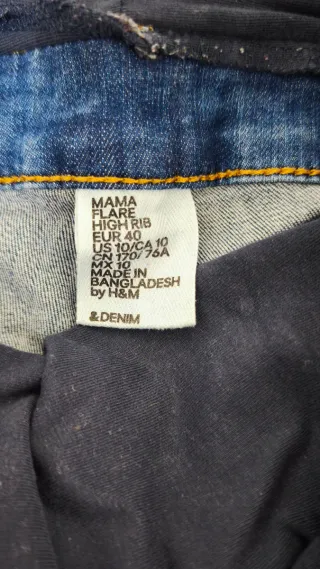 MAMA
FLARE
HIGH RIB
EUR 40
US 10/CA 10
CN 170/76A
MX 10
MADE IN
BANGLADESH
by H&M
&DENIM